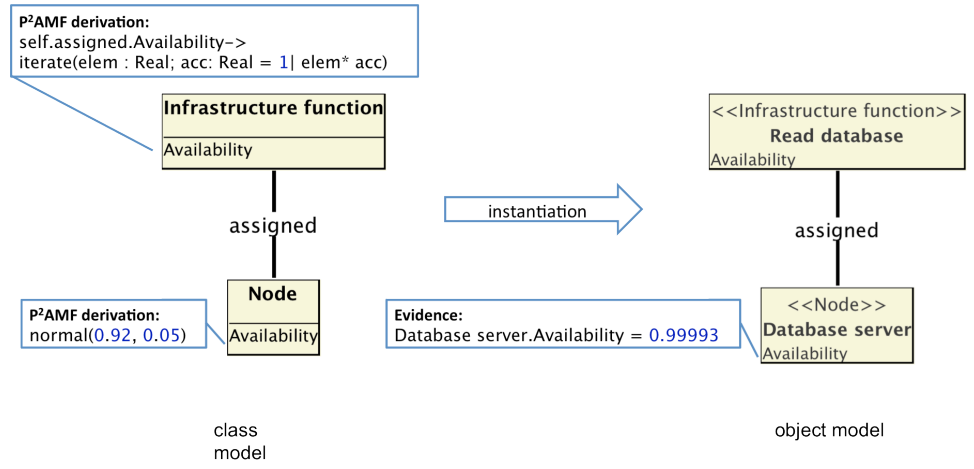 P²AMF derivation:
self.assigned.Availability->
iterate(elem : Real; acc: Real = 1| elem* acc)
Infrastructure function
Availability
assigned
Node
Availability
P²AMF derivation:
normal(0.92, 0.05)
class
model
instantiation
<<Infrastructure function>>
Read database
Availability
assigned
<<Node>>
Database server
Availability
Evidence:
Database server.Availability = 0.99993
object model